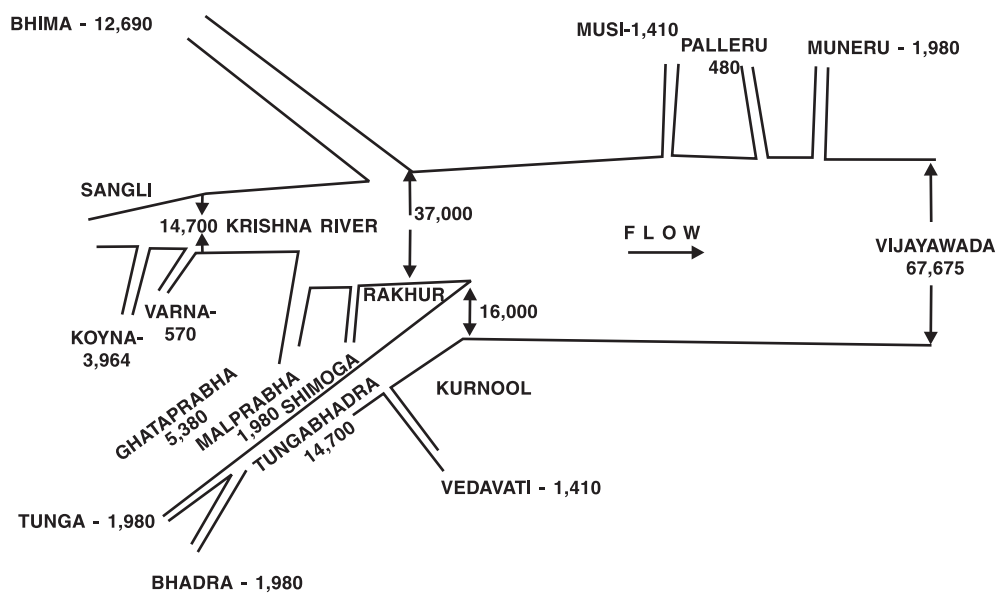 BHIMA - 12,690
MUSI-1,410
PALLERU
480
MUNERU - 1,980
SANGLI
14,700 KRISHNA RIVER
37,000
FLOW
VIJAYAWADA
67,675
RAKHUR
16,000
VARNA-
570
KOYNA-
3,964
GHATAPRABHA
5,380
MALPRABHA
1,980 SHIMOGA
TUNGABHADRA
14,700
KURNOOL
VEDAVATI - 1,410
TUNGA - 1,980
BHADRA - 1,980